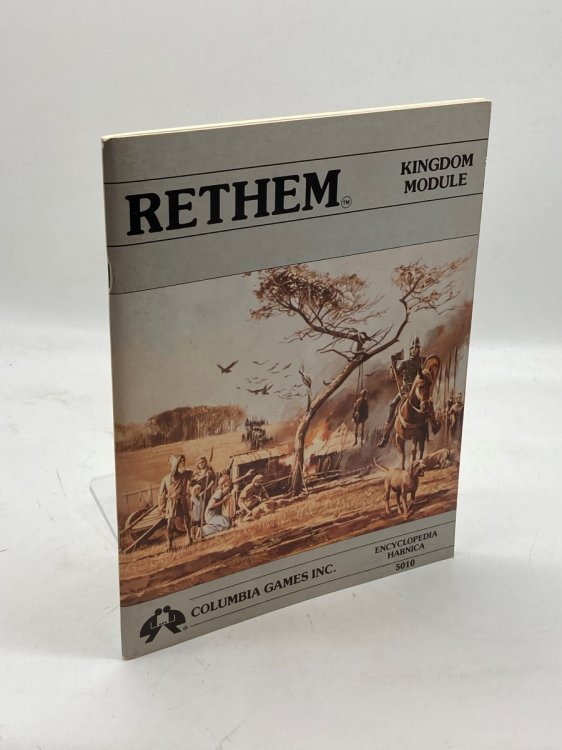 RETHEM™
KINGDOM
MODULE
COLUMBIA GAMES INC.
ENCYCLOPEDIA
HARNICA
5010
®